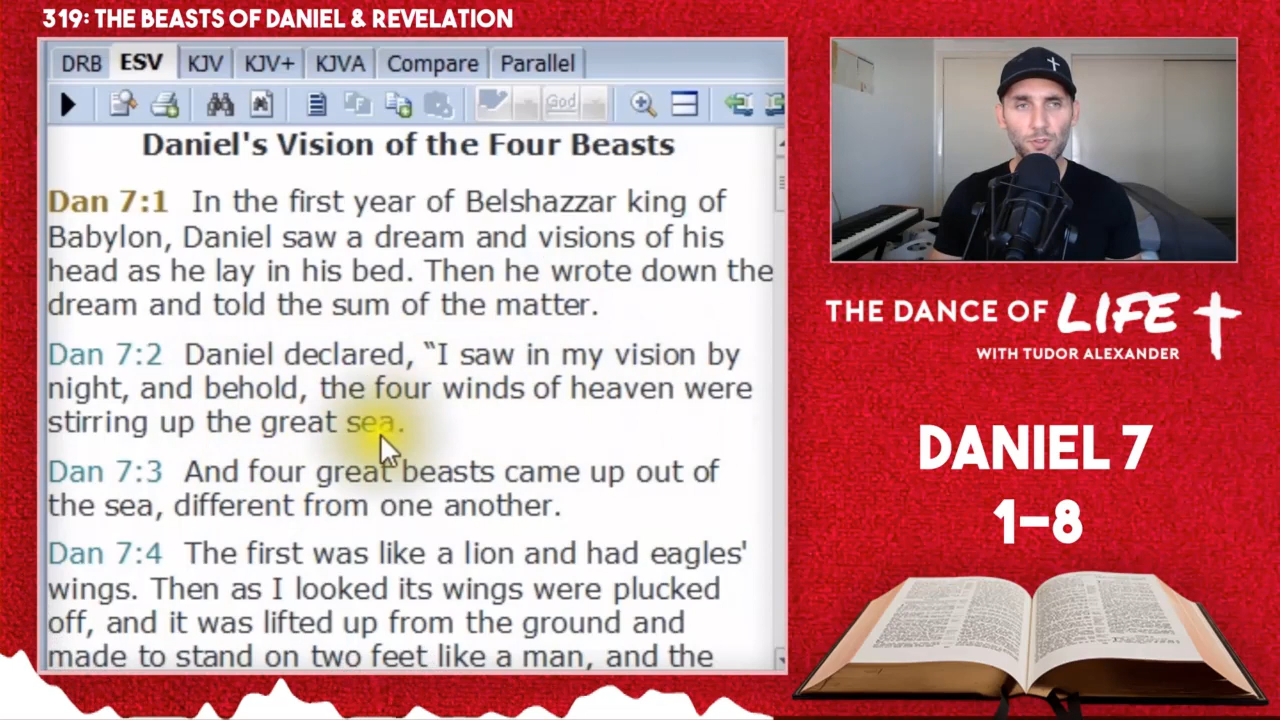 319: THE BEASTS OF DANIEL & REVELATION
DRB ESV KJV KJV+ KJVA Compare Parallel
God
Daniel's Vision of the Four Beasts
Dan 7:1 In the first year of Belshazzar king of
Babylon, Daniel saw a dream and visions of his
head as he lay in his bed. Then he wrote down the
dream and told the sum of the matter.
Dan 7:2 Daniel declared, “I saw in my vision by
night, and behold, the four winds of heaven were
stirring up the great sea.
Dan 7:3 And four great beasts came up out of
the sea, different from one another.
Dan 7:4 The first was like a lion and had eagles'
wings. Then as I looked its wings were plucked
off, and it was lifted up from the ground and
made to stand on two feet like a man, and the
THE DANCE OF LIFE
WITH TUDOR ALEXANDER
DANIEL 7
1-8